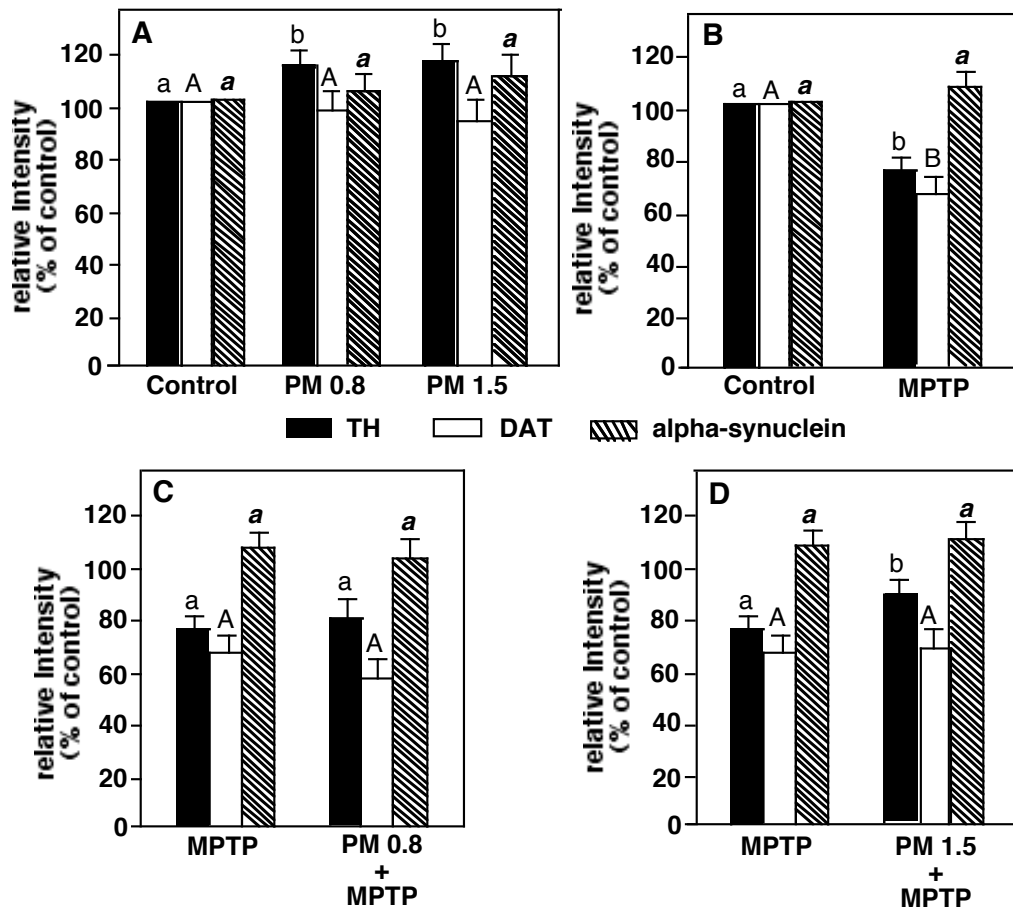 A
relative Intensity
(% of control)
120
100
80
60
40
20
0
a A a
b A a
b A a
Control PM 0.8 PM 1.5
B
relative Intensity
(% of control)
120
100
80
60
40
20
0
a A a
b B a
Control MPTP
TH DAT alpha-synuclein
C
relative Intensity
(% of control)
120
100
80
60
40
20
0
a A a
a A a
MPTP PM 0.8
+
MPTP
D
relative Intensity
(% of control)
120
100
80
60
40
20
0
a A a
b A a
MPTP PM 1.5
+
MPTP